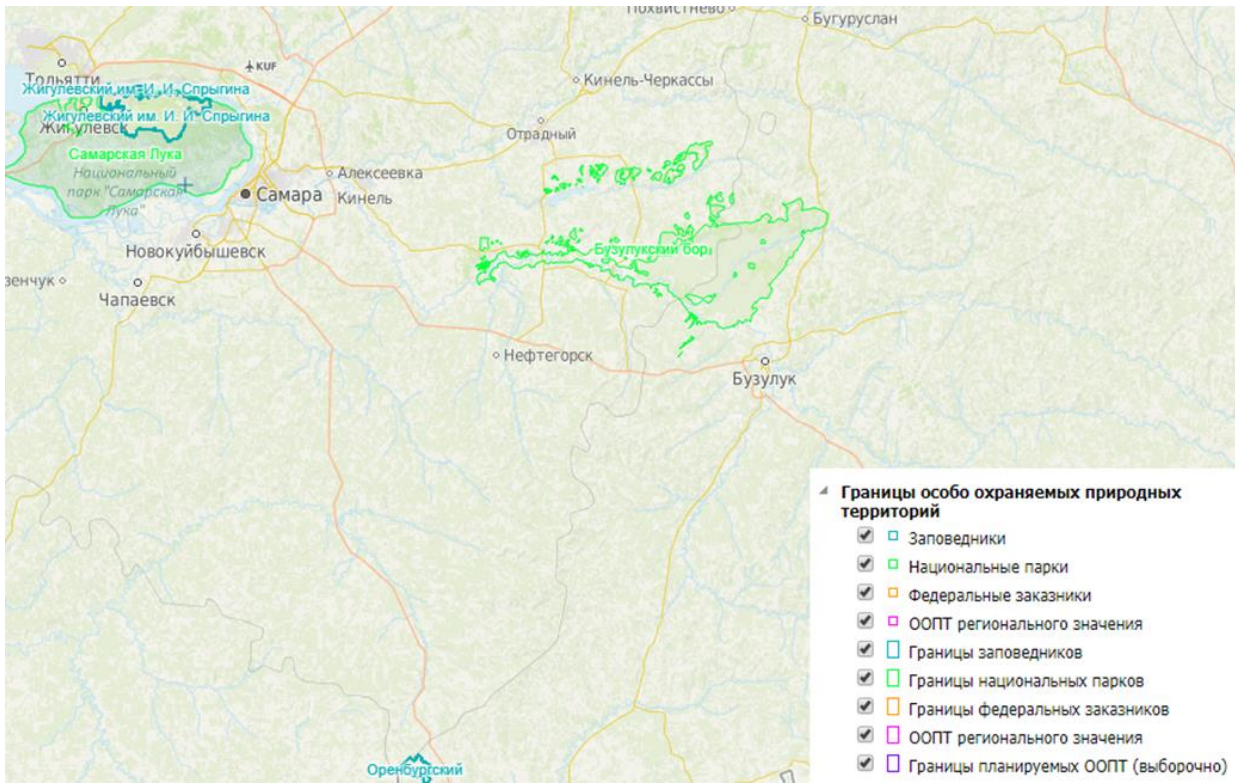 Похвистнево
Бугуруслан
KUF
Тольятти
Кинель-Черкассы
Жигулевский им. И. И. Спрыгина
Жигулевский им. И. И. Спрыгина
Жигулевск
Отрадный
Самарская Лука
Национальный
парк "Самарская
Лука"
Алексеевка
Самара
Кинель
Новокуйбышевск
Бузулукский бор
зенчук
Чапаевск
Нефтегорск
Бузулук
Границы особо охраняемых природных
территорий
Заповедники
Национальные парки
Федеральные заказники
ООПТ регионального значения
Границы заповедников
Границы национальных парков
Границы федеральных заказников
ООПТ регионального значения
Границы планируемых ООПТ (выборочно)
Оренбургский